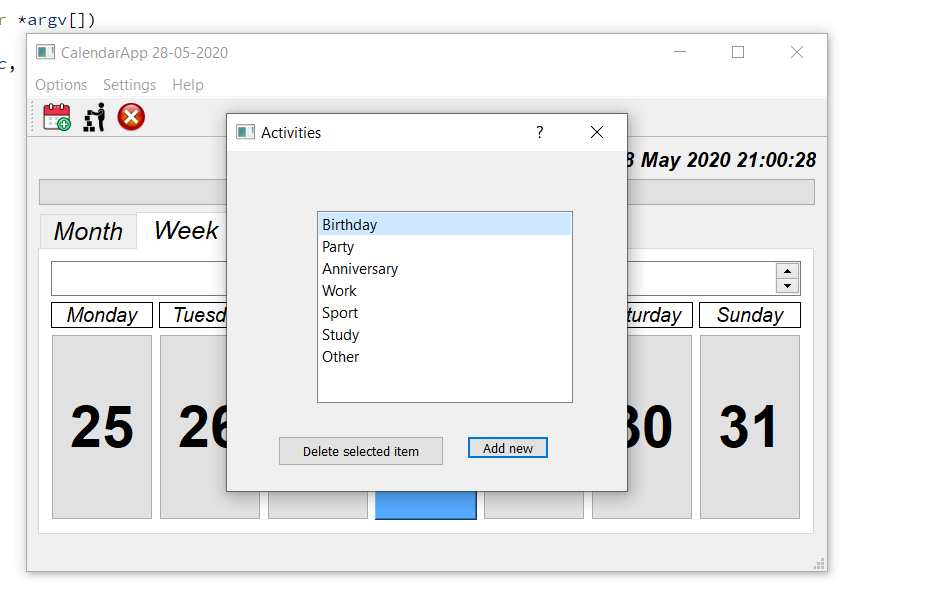 r *argv[])
c,
CalendarApp 28-05-2020
Options Settings Help
Activities
?
8 May 2020 21:00:28
Month Week
Birthday
Party
Anniversary
Work
Sport
Study
Other
Monday Tuesd turday Sunday
25 26 30 31
Delete selected item Add new